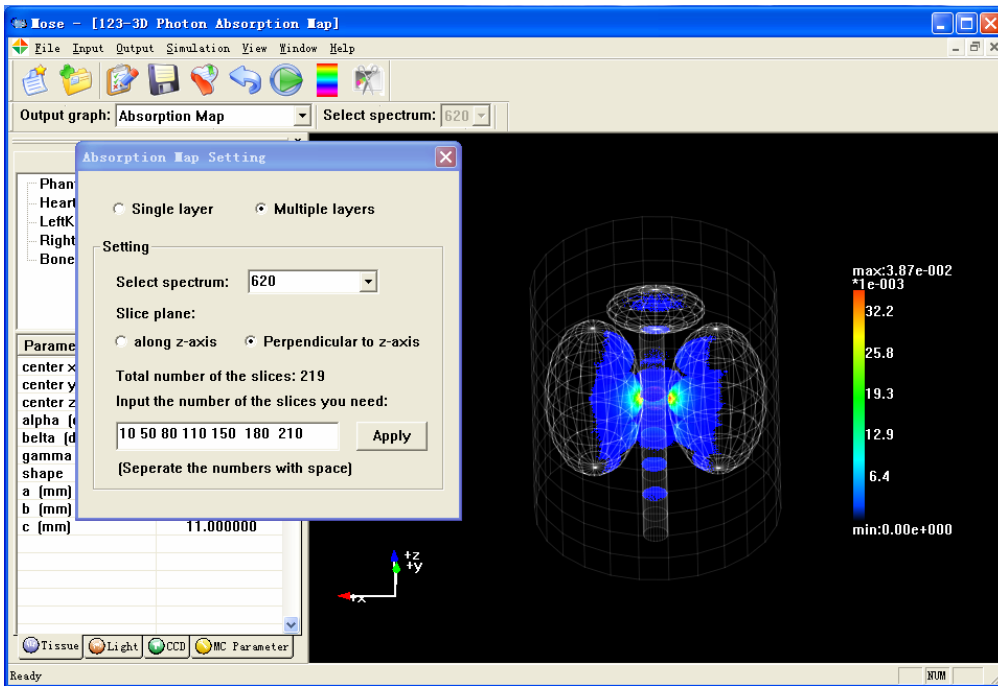 Mose - [123-3D Photon Absorption Map]
File Input Output Simulation View Window Help
Output graph: Absorption Map Select spectrum: 620
Absorption Map Setting
Phan
Heart
LeftK
Right
Bone
Single layer Multiple layers
Setting
Select spectrum: 620
Slice plane:
along z-axis Perpendicular to z-axis
Total number of the slices: 219
Input the number of the slices you need:
10 50 80 110 150 180 210 Apply
(Seperate the numbers with space)
Parame
center x
center y
center z
alpha (
belta (d
gamma
shape
a (mm)
b (mm)
c (mm) 11.000000
max:3.87e-002
*1e-003
32.2
25.8
19.3
12.9
6.4
min:0.00e+000
+z
+y
+x
Tissue Light CCD MC Parameter
Ready NUM